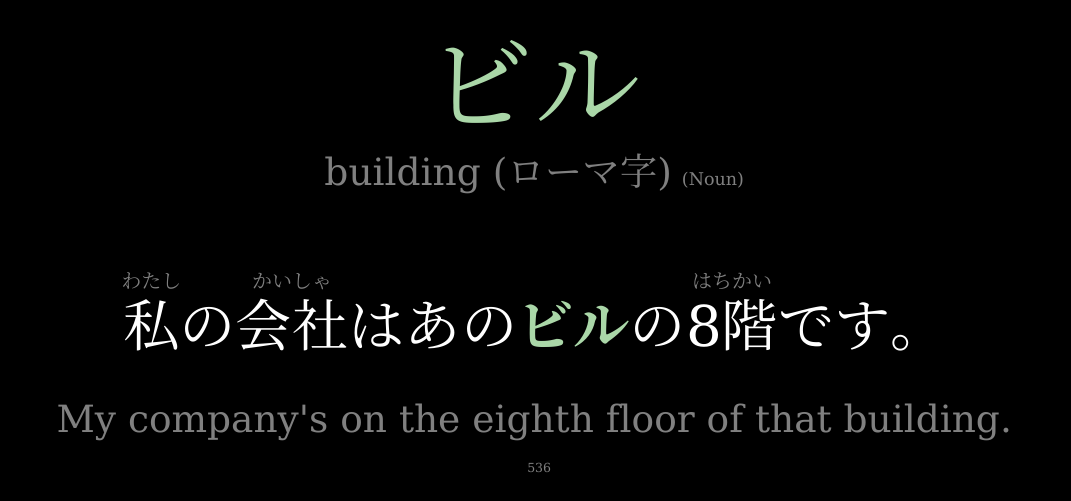 ビル
building (ローマ字) (Noun)
わたし かいしゃ はちかい
私の会社はあのビルの8階です。
My company's on the eighth floor of that building.
536